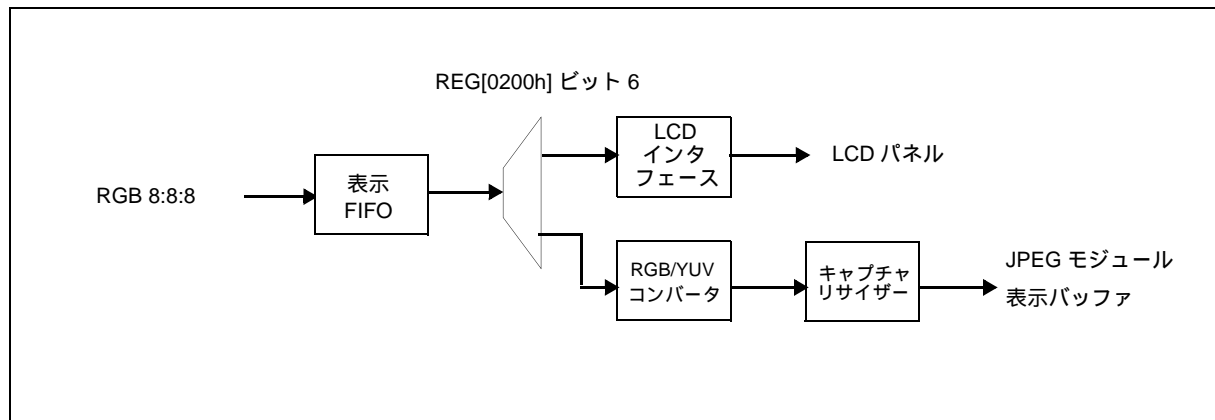 REG[0200h] ビット 6
RGB 8:8:8
表示
FIFO
LCD
インタ
フェース
LCD パネル
RGB/YUV
コンバータ
キャプチャ
リサイザー
JPEG モジュール
表示バッファ